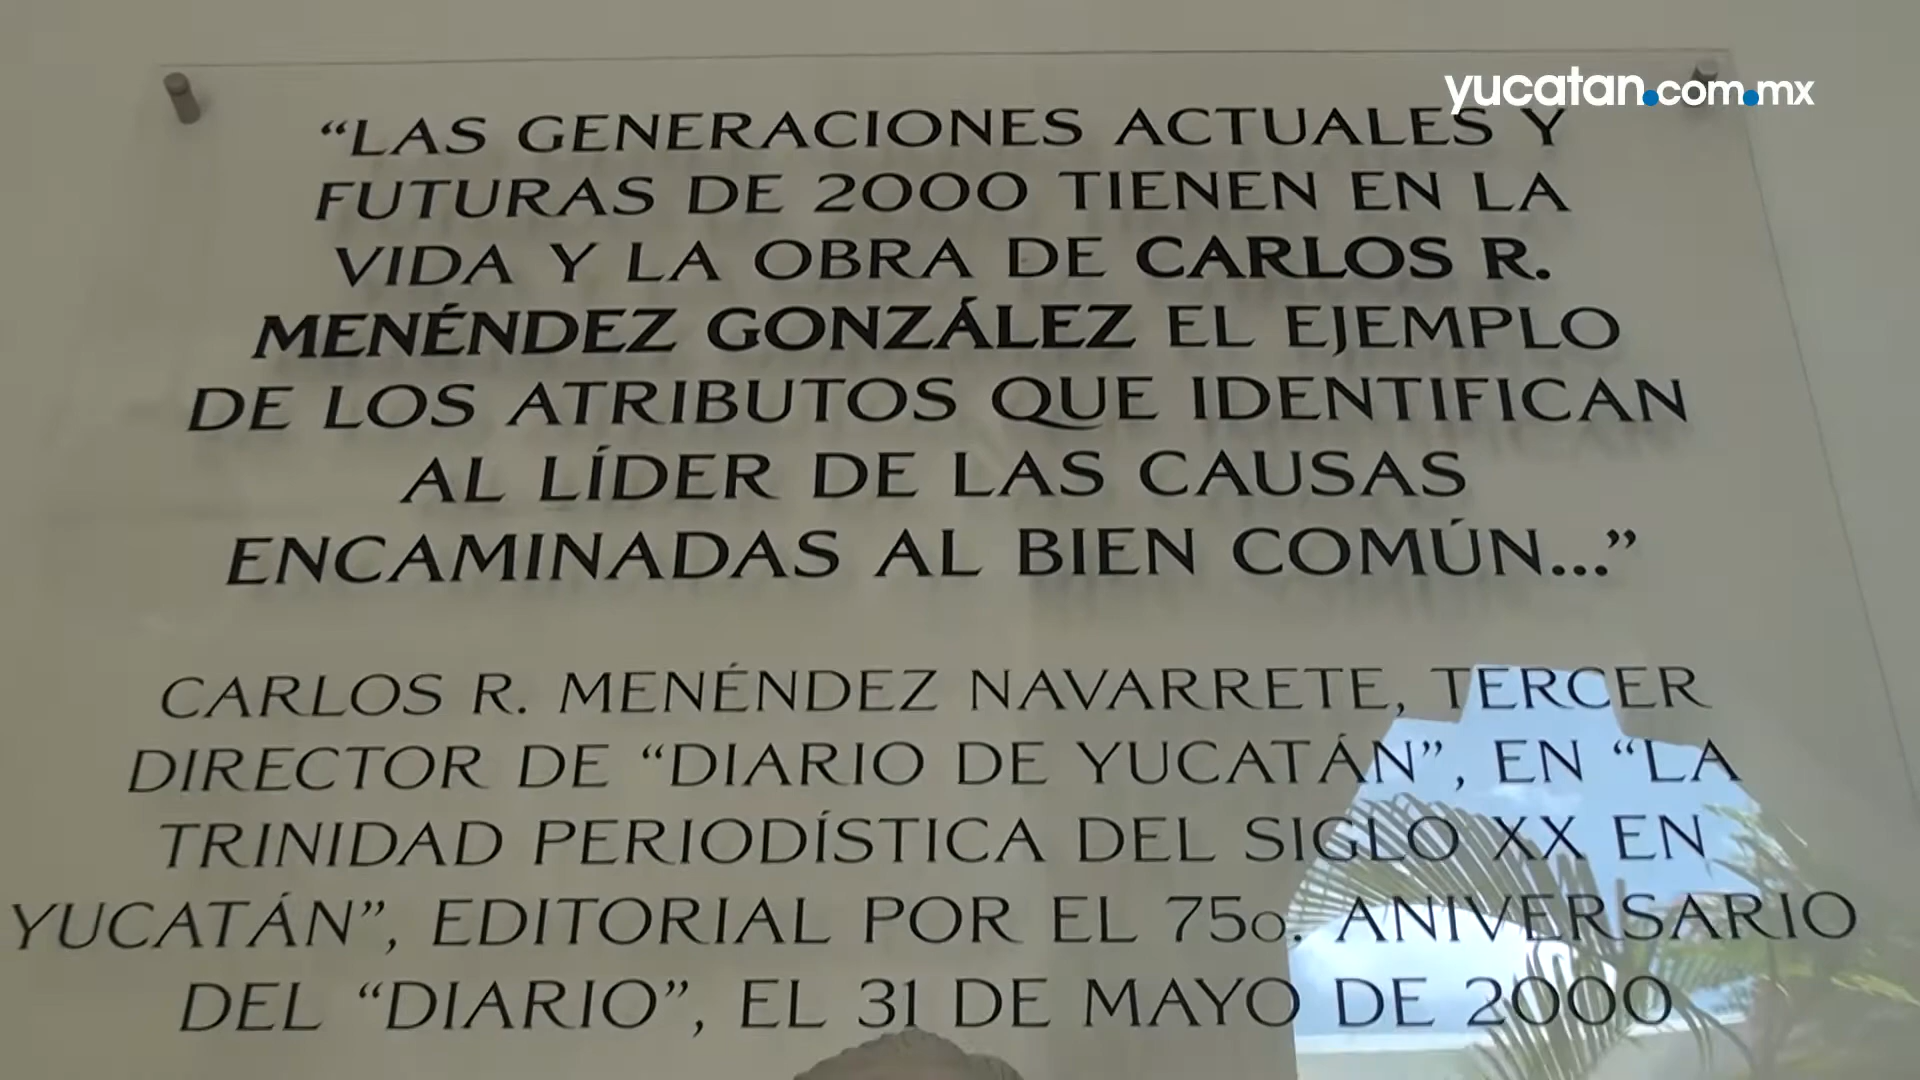 yucatan.com.mx
“LAS GENERACIONES ACTUALES Y
FUTURAS DE 2000 TIENEN EN LA
VIDA Y LA OBRA DE CARLOS R.
MENÉNDEZ GONZÁLEZ EL EJEMPLO
DE LOS ATRIBUTOS QUE IDENTIFICAN
AL LÍDER DE LAS CAUSAS
ENCAMINADAS AL BIEN COMÚN...”
CARLOS R. MENÉNDEZ NAVARRETE, TERCER
DIRECTOR DE “DIARIO DE YUCATÁN”, EN “LA
TRINIDAD PERIODÍSTICA DEL SIGLO XX EN
YUCATÁN”, EDITORIAL POR EL 75o. ANIVERSARIO
DEL “DIARIO”, EL 31 DE MAYO DE 2000